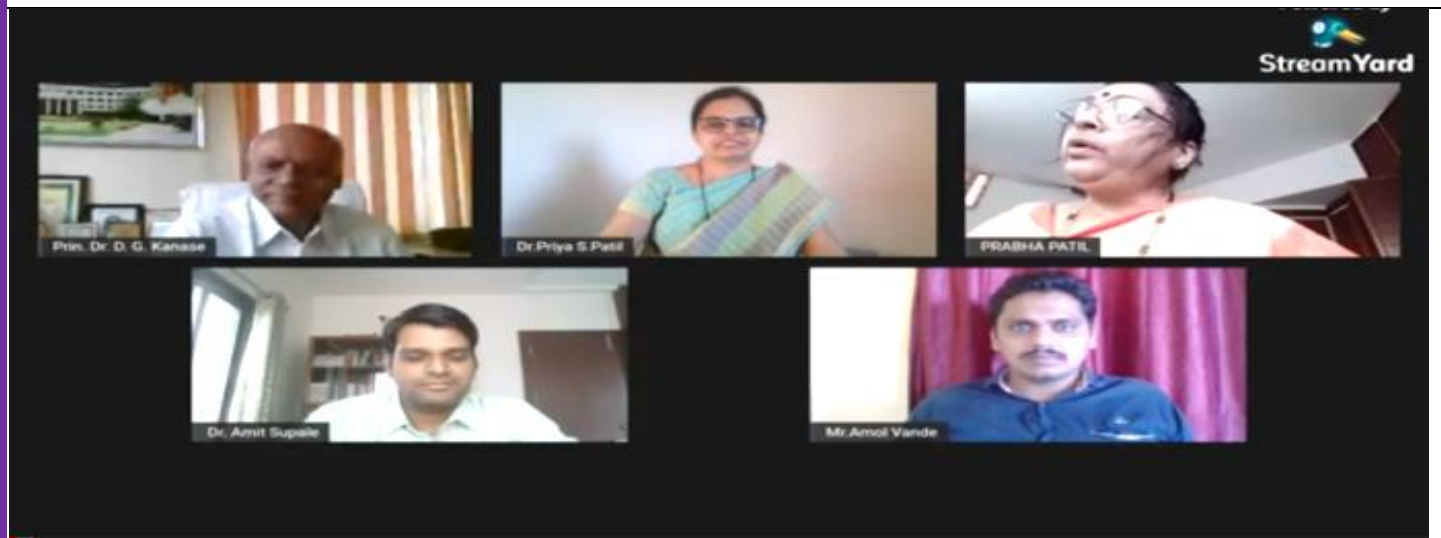 StreamYard
Prin. Dr. D. G. Kanase
Dr.Priya S.Patil
PRABHA PATIL
Dr. Amit Supale
Mr.Amol Vande